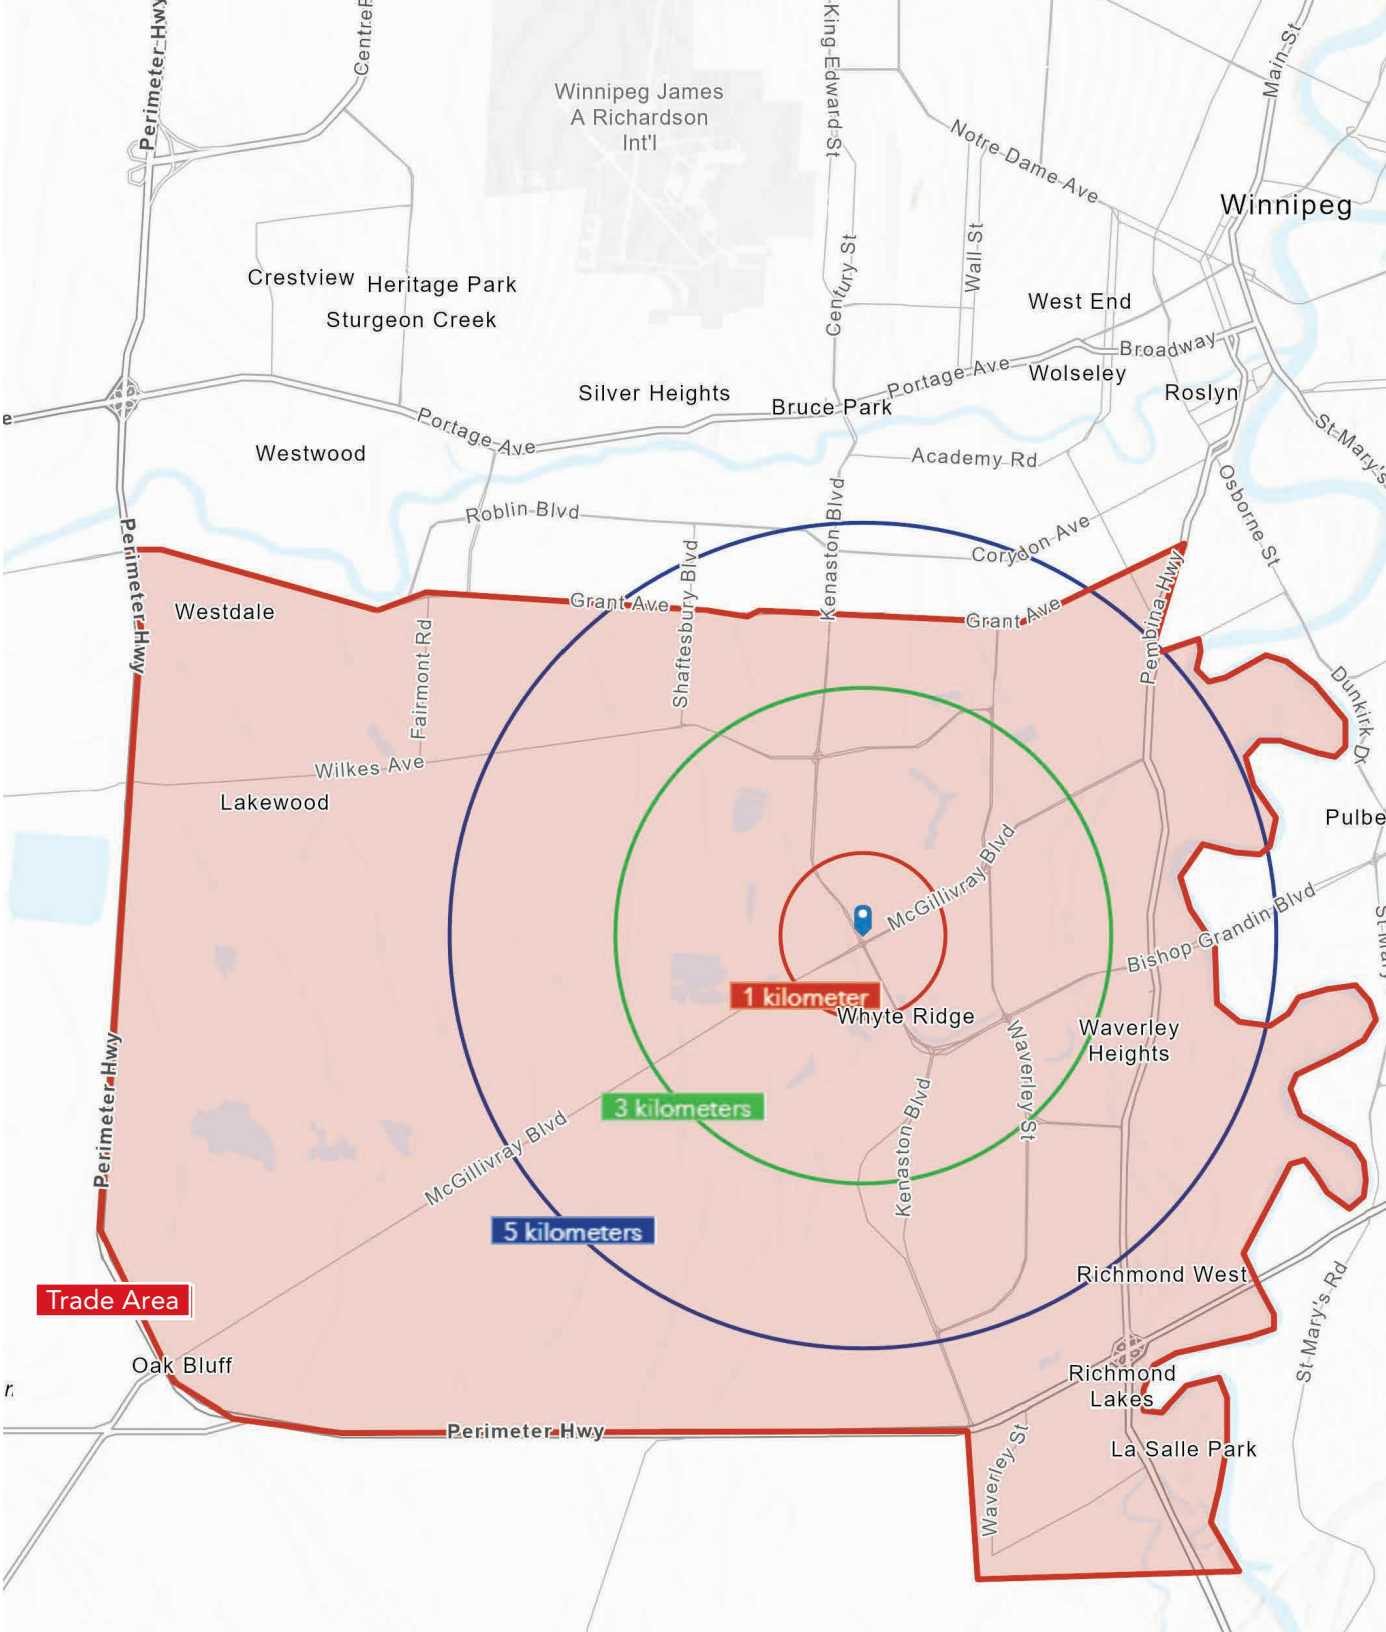 Perimeter Hwy
CentreP
King Edward St
Main St
Winnipeg James
A Richardson
Int'l
Notre Dame Ave
Winnipeg
Wall St
Century St
Crestview
Heritage Park
Sturgeon Creek
West End
Broadway
Portage Ave
Wolseley
Silver Heights
Bruce Park
Roslyn
e
Portage Ave
St Mary's
Westwood
Academy Rd
Osborne St
Roblin Blvd
Kenaston Blvd
Corydon Ave
Perimeter Hwy
Shaftesbury Blvd
Grant Ave
Grant Ave
Pembina Hwy
Westdale
Fairmont Rd
Dunkirk Dr
Wilkes Ave
Lakewood
Pulbe
McGillivray Blvd
Bishop Grandin Blvd
St Mary
1 kilometer
Whyte Ridge
Waverley
Heights
Waverley St
Perimeter Hwy
3 kilometers
Kenaston Blvd
McGillivray Blvd
5 kilometers
Richmond West
Trade Area
St Mary's Rd
Oak Bluff
Richmond
Lakes
r.
Perimeter Hwy
Waverley St
La Salle Park